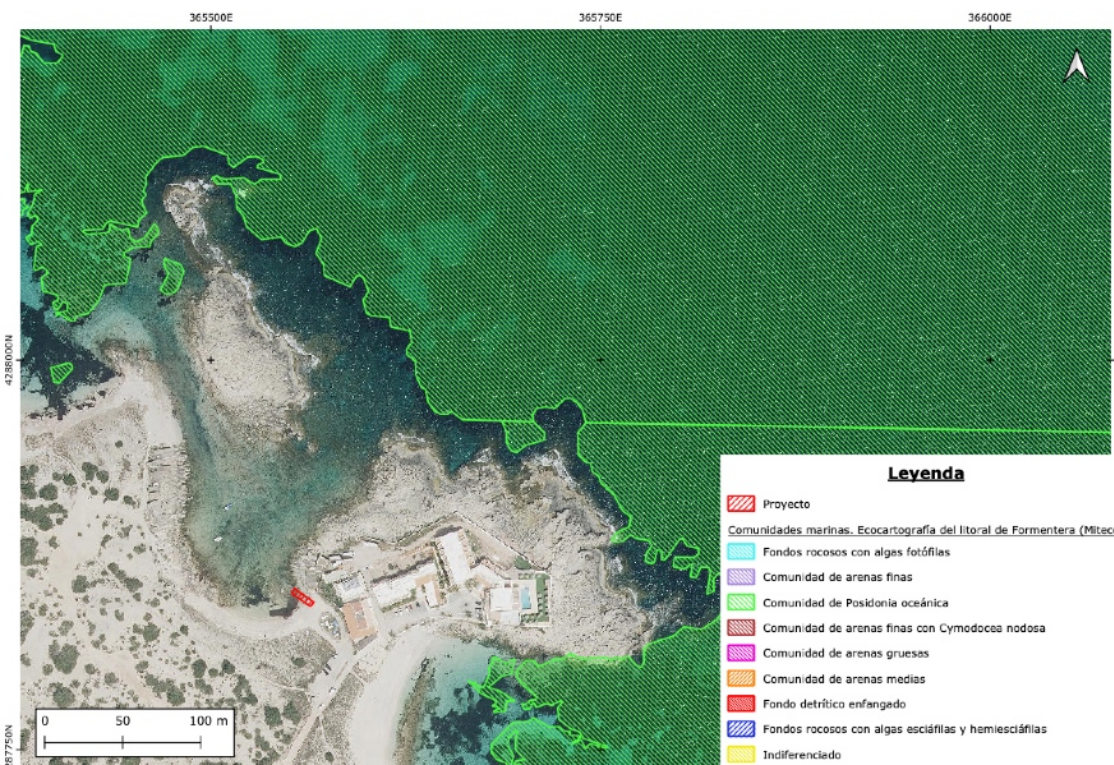 365500E
365750E
366000E
4288000N
287750N
0 50 100 m
Leyenda
Proyecto
Comunidades marinas. Ecocartografía del litoral de Formentera (Mitec
Fondos rocosos con algas fotófilas
Comunidad de arenas finas
Comunidad de Posidonia oceánica
Comunidad de arenas finas con Cymodocea nodosa
Comunidad de arenas gruesas
Comunidad de arenas medias
Fondo detrítico enfangado
Fondos rocosos con algas esciáfilas y hemiesciáfilas
Indiferenciado